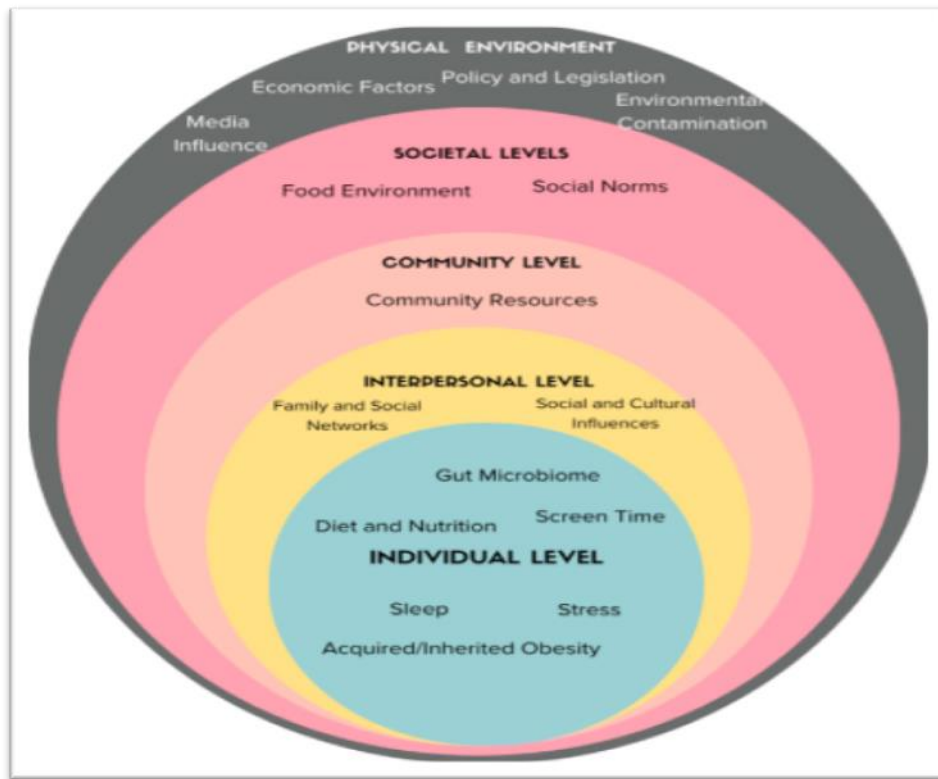 PHYSICAL ENVIRONMENT
Economic Factors
Policy and Legislation
Media
Influence
Environmental
Contamination
SOCIETAL LEVELS
Food Environment
Social Norms
COMMUNITY LEVEL
Community Resources
INTERPERSONAL LEVEL
Family and Social
Networks
Social and Cultural
Influences
Gut Microbiome
Diet and Nutrition
Screen Time
INDIVIDUAL LEVEL
Sleep
Stress
Acquired/Inherited Obesity